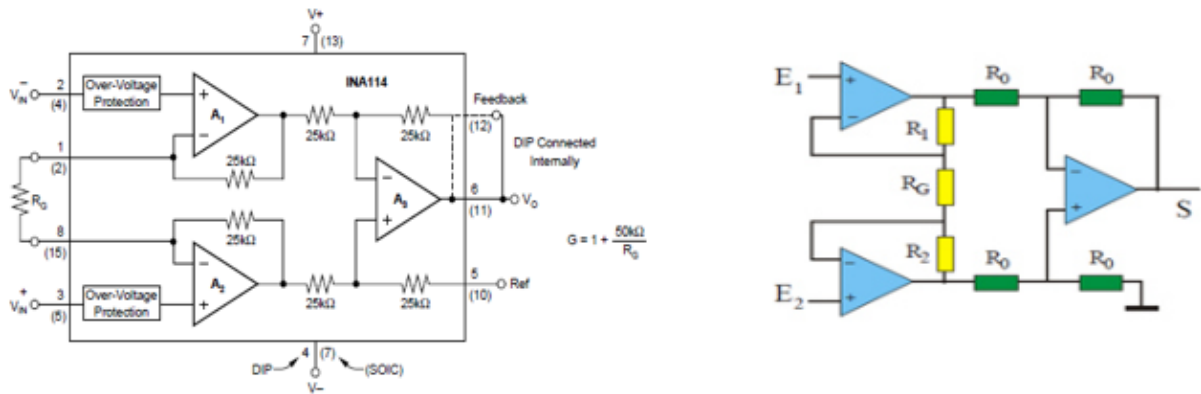 V+
7 (13)
INA114
2
V⁻IN
(4)
Over-Voltage
Protection
A₁
25kΩ
25kΩ
25kΩ
Feedback
(12)
DIP Connected
Internally
1
(2)
RG
A₃
6
(11)
VO
8
(15)
25kΩ
G = 1 + 50kΩ
RG
3
V⁺IN
(5)
Over-Voltage
Protection
A₂
25kΩ
25kΩ
5
(10)
Ref
DIP
4 (7)
(SOIC)
V–
E₁
R₀
R₀
R₁
RG
S
R₂
E₂
R₀
R₀